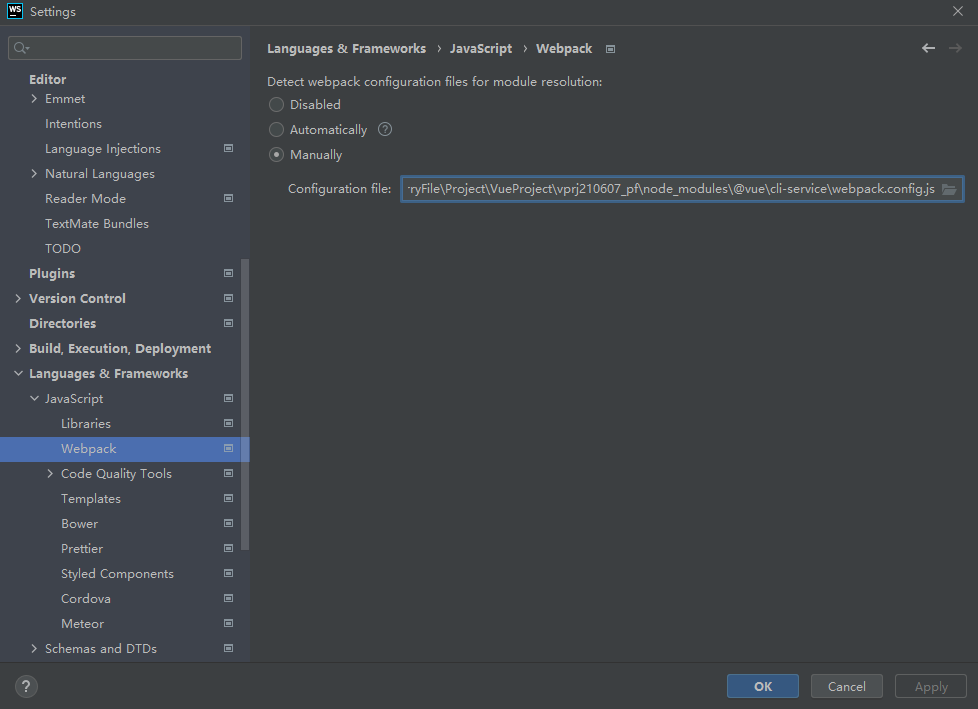 WS Settings
Editor
Emmet
Intentions
Language Injections
Natural Languages
Reader Mode
TextMate Bundles
TODO
Plugins
Version Control
Directories
Build, Execution, Deployment
Languages & Frameworks
JavaScript
Libraries
Webpack
Code Quality Tools
Templates
Bower
Prettier
Styled Components
Cordova
Meteor
Schemas and DTDs
Languages & Frameworks › JavaScript › Webpack
Detect webpack configuration files for module resolution:
Disabled
Automatically ?
Manually
Configuration file: ryFile\Project\VueProject\vprj210607_pf\node_modules\@vue\cli-service\webpack.config.js
? OK Cancel Apply